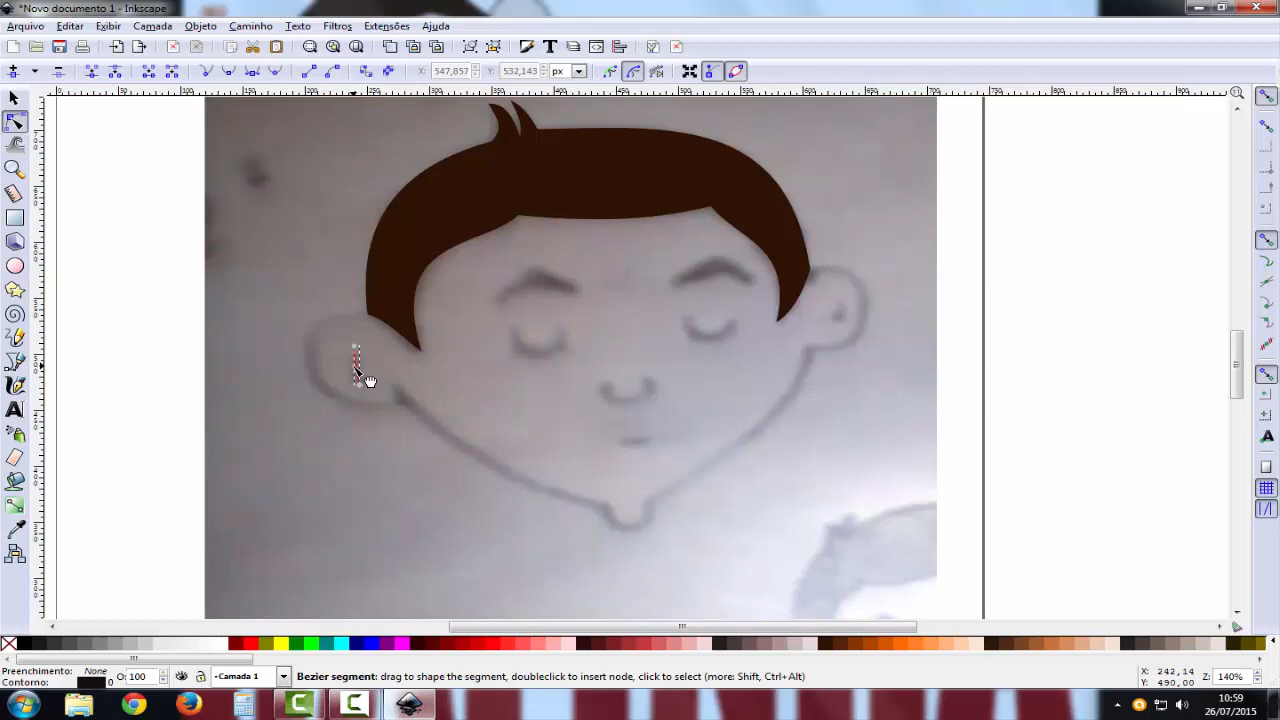 *Novo documento 1 - Inkscape
Arquivo Editar Exibir Camada Objeto Caminho Texto Filtros Extensões Ajuda
X: 547,857 Y: 532,143 px
Preenchimento: None
Contorno: 0 O: 100 •Camada 1 Bezier segment: drag to shape the segment, doubleclick to insert node, click to select (more: Shift, Ctrl+Alt)
X: 242,14
Y: 490,00
Z: 140%
10:59
26/07/2015